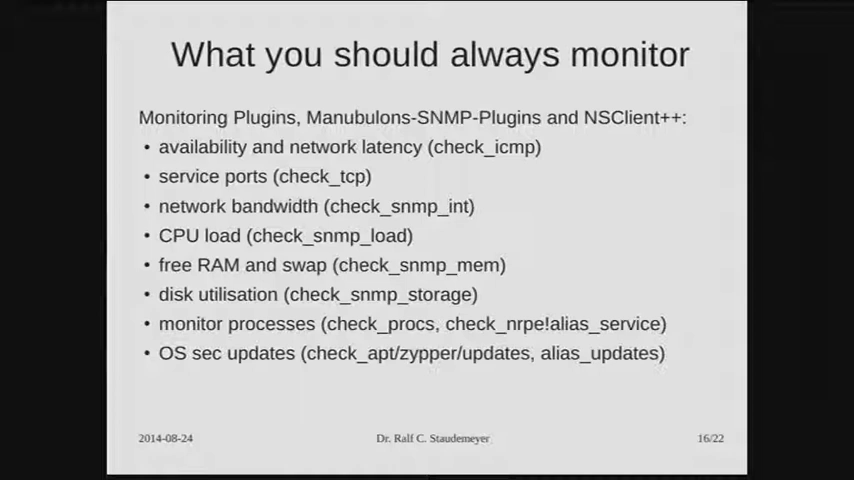 What you should always monitor
Monitoring Plugins, Manubulons-SNMP-Plugins and NSClient++:
• availability and network latency (check_icmp)
• service ports (check_tcp)
• network bandwidth (check_snmp_int)
• CPU load (check_snmp_load)
• free RAM and swap (check_snmp_mem)
• disk utilisation (check_snmp_storage)
• monitor processes (check_procs, check_nrpe!alias_service)
• OS sec updates (check_apt/zypper/updates, alias_updates)
2014-08-24 Dr. Ralf C. Staudemeyer 16/22